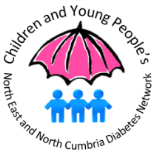 Children and Young People's
North East and North Cumbria Diabetes Network